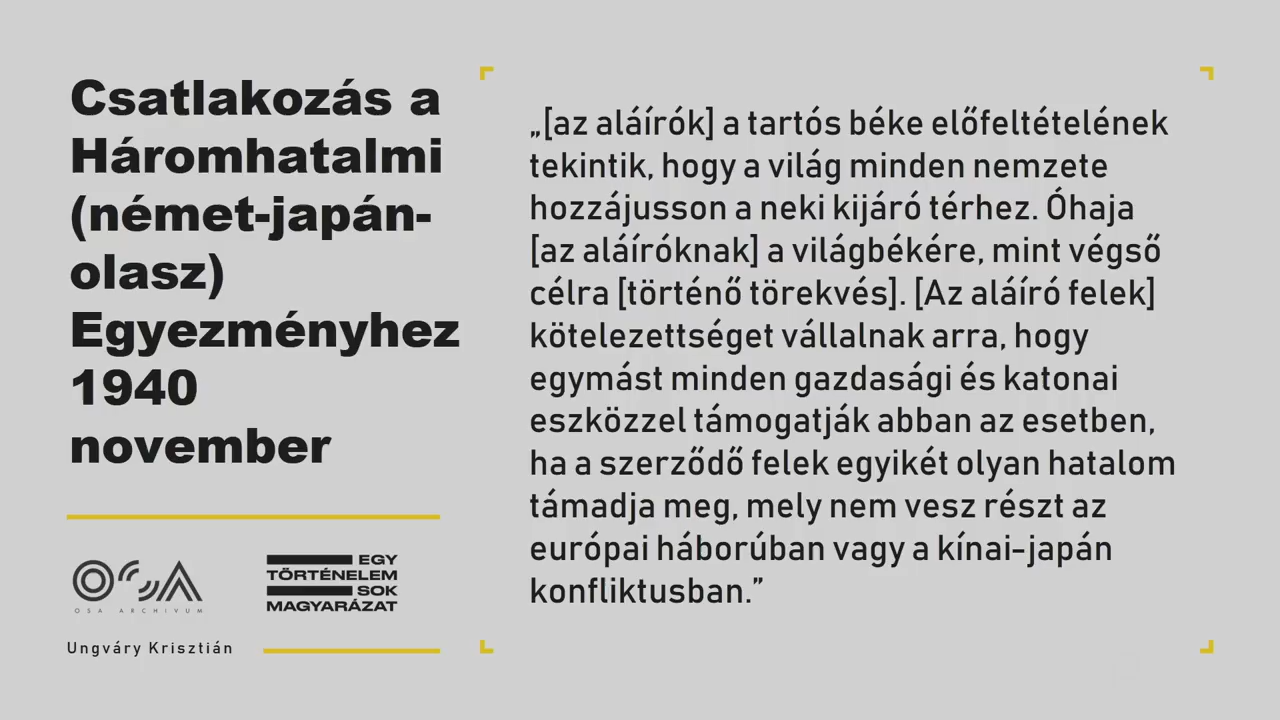 Csatlakozás a
Háromhatalmi
(német-japán-
olasz)
Egyezményhez
1940
november
OSA
OSA ARCHIVUM
EGY
TÖRTÉNELEM
SOK
MAGYARÁZAT
Ungváry Krisztián
„[az aláírók] a tartós béke előfeltételének
tekintik, hogy a világ minden nemzete
hozzájusson a neki kijáró térhez. Óhaja
[az aláíróknak] a világbékére, mint végső
célra [történő törekvés]. [Az aláíró felek]
kötelezettséget vállalnak arra, hogy
egymást minden gazdasági és katonai
eszközzel támogatják abban az esetben,
ha a szerződő felek egyikét olyan hatalom
támadja meg, mely nem vesz részt az
európai háborúban vagy a kínai-japán
konfliktusban.”